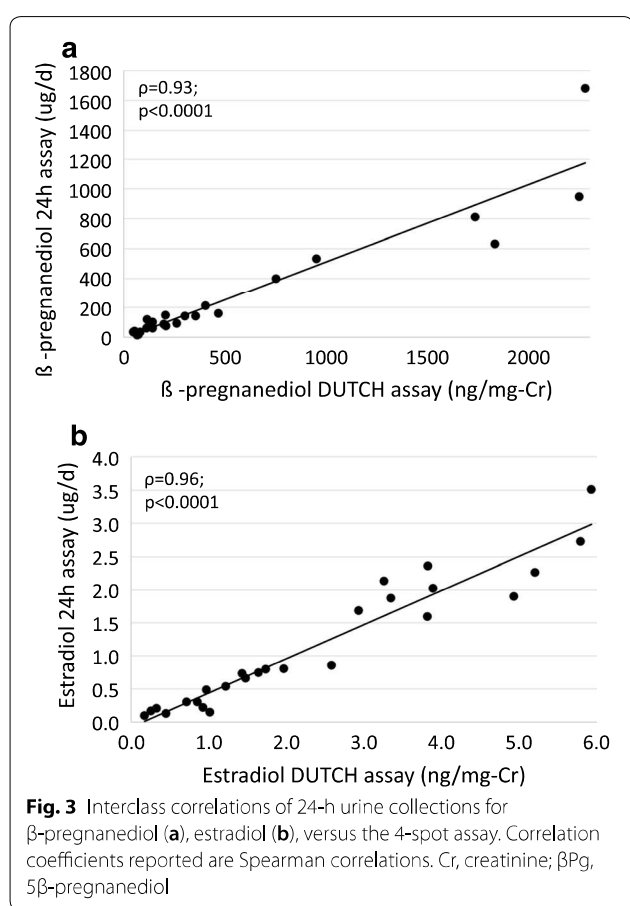 a
ß -pregnanediol 24h assay (ug/d)
1800
1600
1400
1200
1000
800
600
400
200
0
ρ=0.93;
p<0.0001
0 500 1000 1500 2000
ß -pregnanediol DUTCH assay (ng/mg-Cr)
b
Estradiol 24h assay (ug/d)
4.0
3.5
3.0
2.5
2.0
1.5
1.0
0.5
0.0
ρ=0.96;
p<0.0001
0.0 1.0 2.0 3.0 4.0 5.0 6.0
Estradiol DUTCH assay (ng/mg-Cr)
Fig. 3 Interclass correlations of 24-h urine collections for
β-pregnanediol (a), estradiol (b), versus the 4-spot assay. Correlation
coefficients reported are Spearman correlations. Cr, creatinine; βPg,
5β-pregnanediol